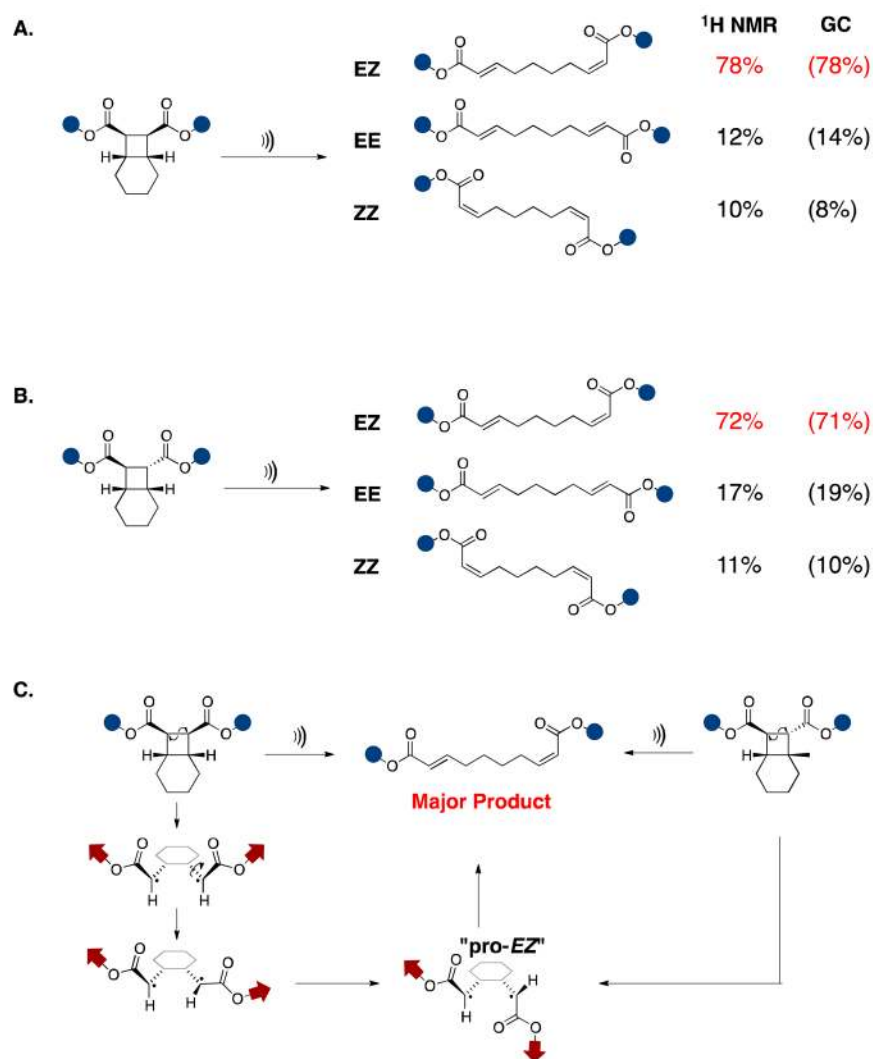 A.
¹H NMR GC
EZ 78% (78%)
EE 12% (14%)
ZZ 10% (8%)
B.
EZ 72% (71%)
EE 17% (19%)
ZZ 11% (10%)
C.
Major Product
"pro-EZ"
O O O O H H
O O O O
O O O O
O O O O
O O O O H H
O O O O
O O O O
O O O O
O O O O H H
O O O O
O O O O H
O O O O H H
O O O O H H
O O O O H H